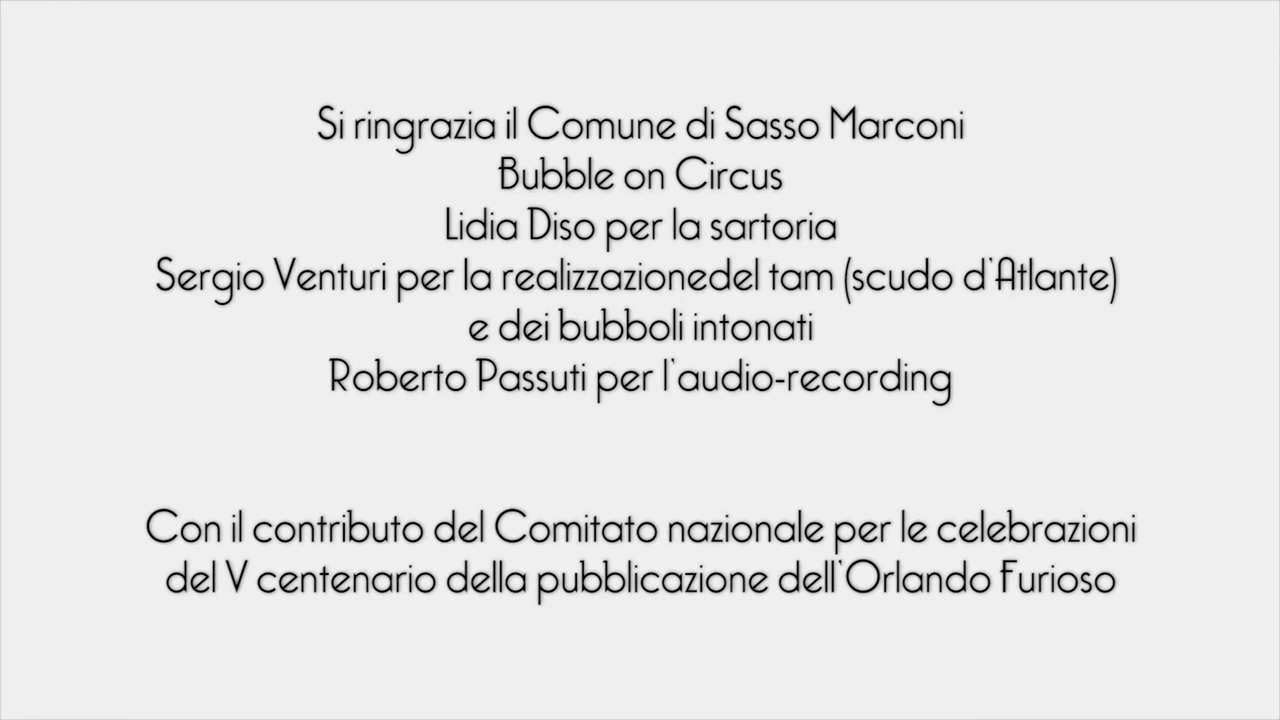 Si ringrazia il Comune di Sasso Marconi
Bubble on Circus
Lidia Diso per la sartoria
Sergio Venturi per la realizzazionedel tam (scudo d'Atlante)
e dei bubboli intonati
Roberto Passuti per l'audio-recording
Con il contributo del Comitato nazionale per le celebrazioni
del V centenario della pubblicazione dell'Orlando Furioso